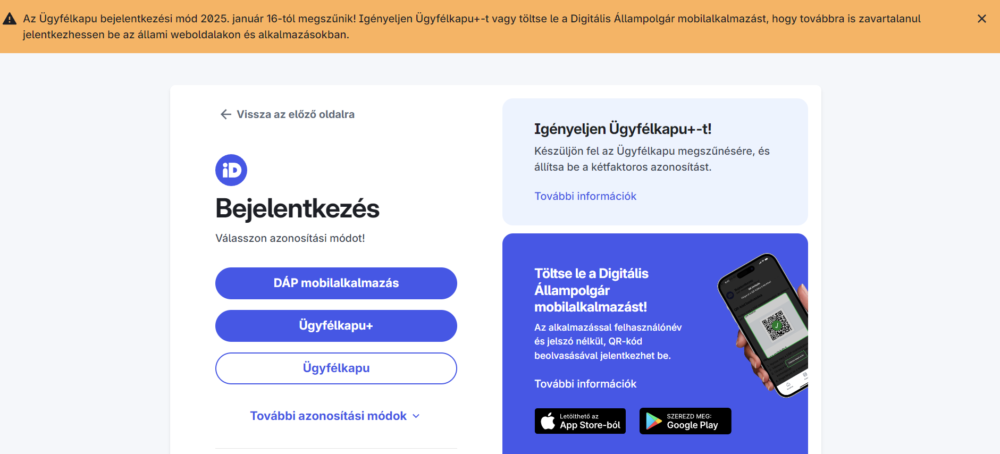 Az Ügyfélkapu bejelentkezési mód 2025. január 16-tól megszűnik! Igényeljen Ügyfélkapu+-t vagy töltse le a Digitális Állampolgár mobilalkalmazást, hogy továbbra is zavartalanul
jelentkezhessen be az állami weboldalakon és alkalmazásokban.
Vissza az előző oldalra
iD
Bejelentkezés
Válasszon azonosítási módot!
DÁP mobilalkalmazás
Ügyfélkapu+
Ügyfélkapu
További azonosítási módok
Igényeljen Ügyfélkapu+-t!
Készüljön fel az Ügyfélkapu megszűnésére, és
állítsa be a kétfaktoros azonosítást.
További információk
Töltse le a Digitális
Állampolgár
mobilalkalmazást!
Az alkalmazással felhasználónév
és jelszó nélkül, QR-kód
beolvasásával jelentkezhet be.
További információk
Letölthető az
App Store-ból
SZEREZD MEG:
Google Play